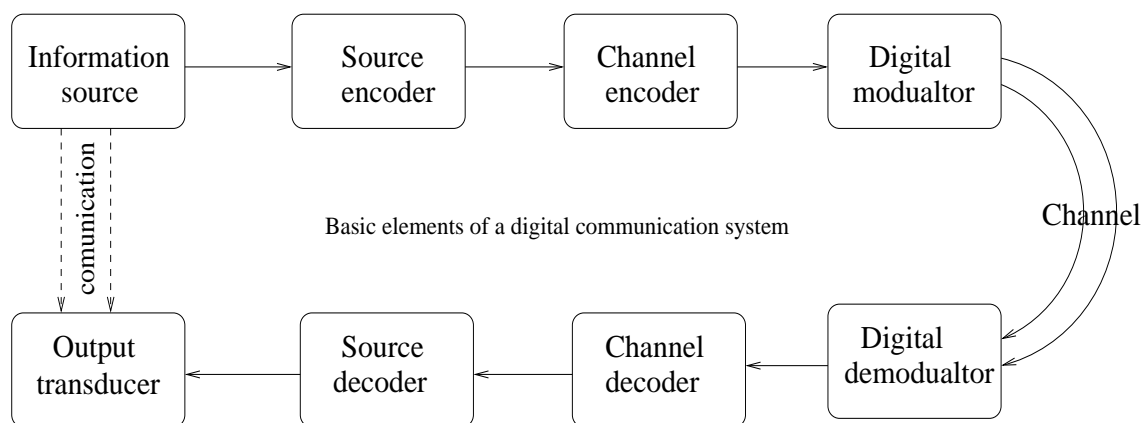 Information
source
Source
encoder
Channel
encoder
Digital
modualtor
comunication
Basic elements of a digital communication system
Channel
Output
transducer
Source
decoder
Channel
decoder
Digital
demodualtor